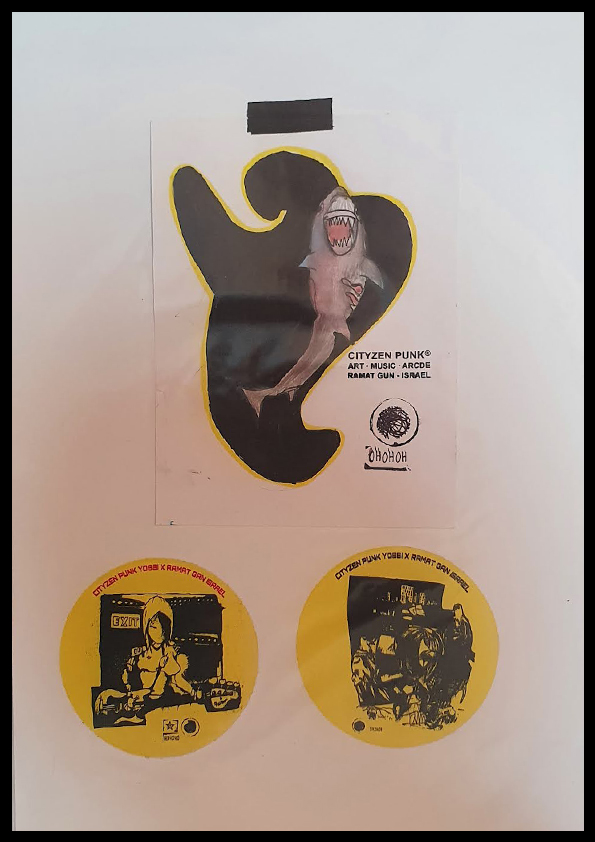 CITYZEN PUNK®
ART · MUSIC · ARCDE
RAMAT GUN - ISRAEL
OHOHOH
CITYZEN PUNK YOSSI X RAMAT GAN ISRAEL
EXIT
CITYZEN PUNK YOSSI X RAMAT GAN ISRAEL